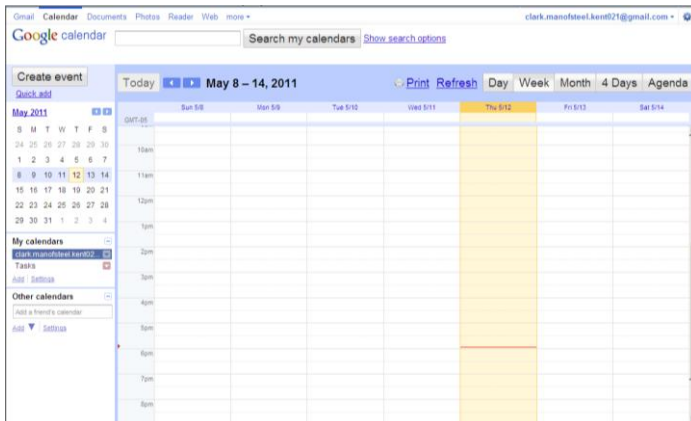 Gmail Calendar Documents Photos Reader Web more ▾ clark.manofsteel.kent021@gmail.com ▾
Google calendar Search my calendars Show search options
Create event
Quick add
Today May 8 – 14, 2011 Print Refresh Day Week Month 4 Days Agenda
May 2011
S M T W T F S
24 25 26 27 28 29 30
1 2 3 4 5 6 7
8 9 10 11 12 13 14
15 16 17 18 19 20 21
22 23 24 25 26 27 28
29 30 31 1 2 3 4
My calendars
clark.manofsteel.kent02...
Tasks
Add Settings
Other calendars
Add a friend's calendar
Add ▼ Settings
Sun 5/8 Mon 5/9 Tue 5/10 Wed 5/11 Thu 5/12 Fri 5/13 Sat 5/14
GMT-05
10am
11am
12pm
1pm
2pm
3pm
4pm
5pm
6pm
7pm
8pm